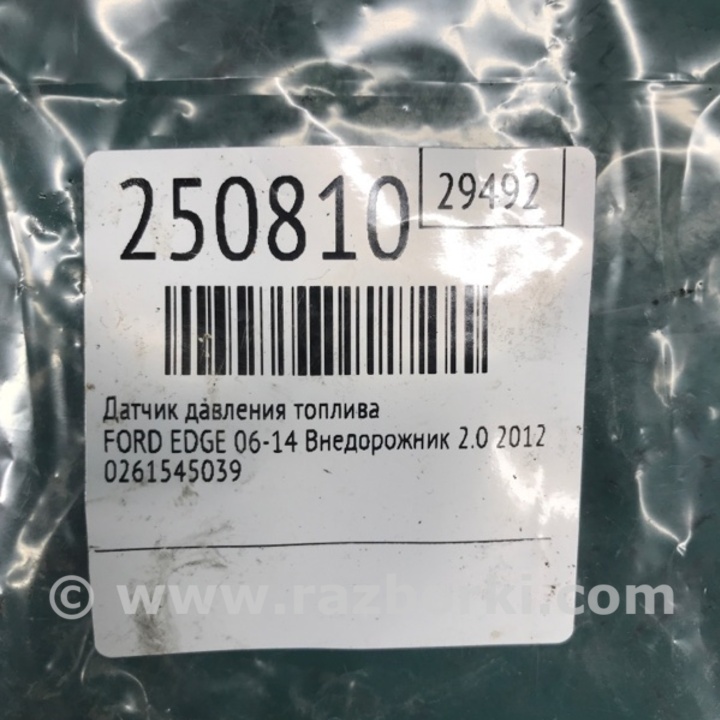 250810
29492
Датчик давления топлива
FORD EDGE 06-14 Внедорожник 2.0 2012
0261545039
© www.razborki.com